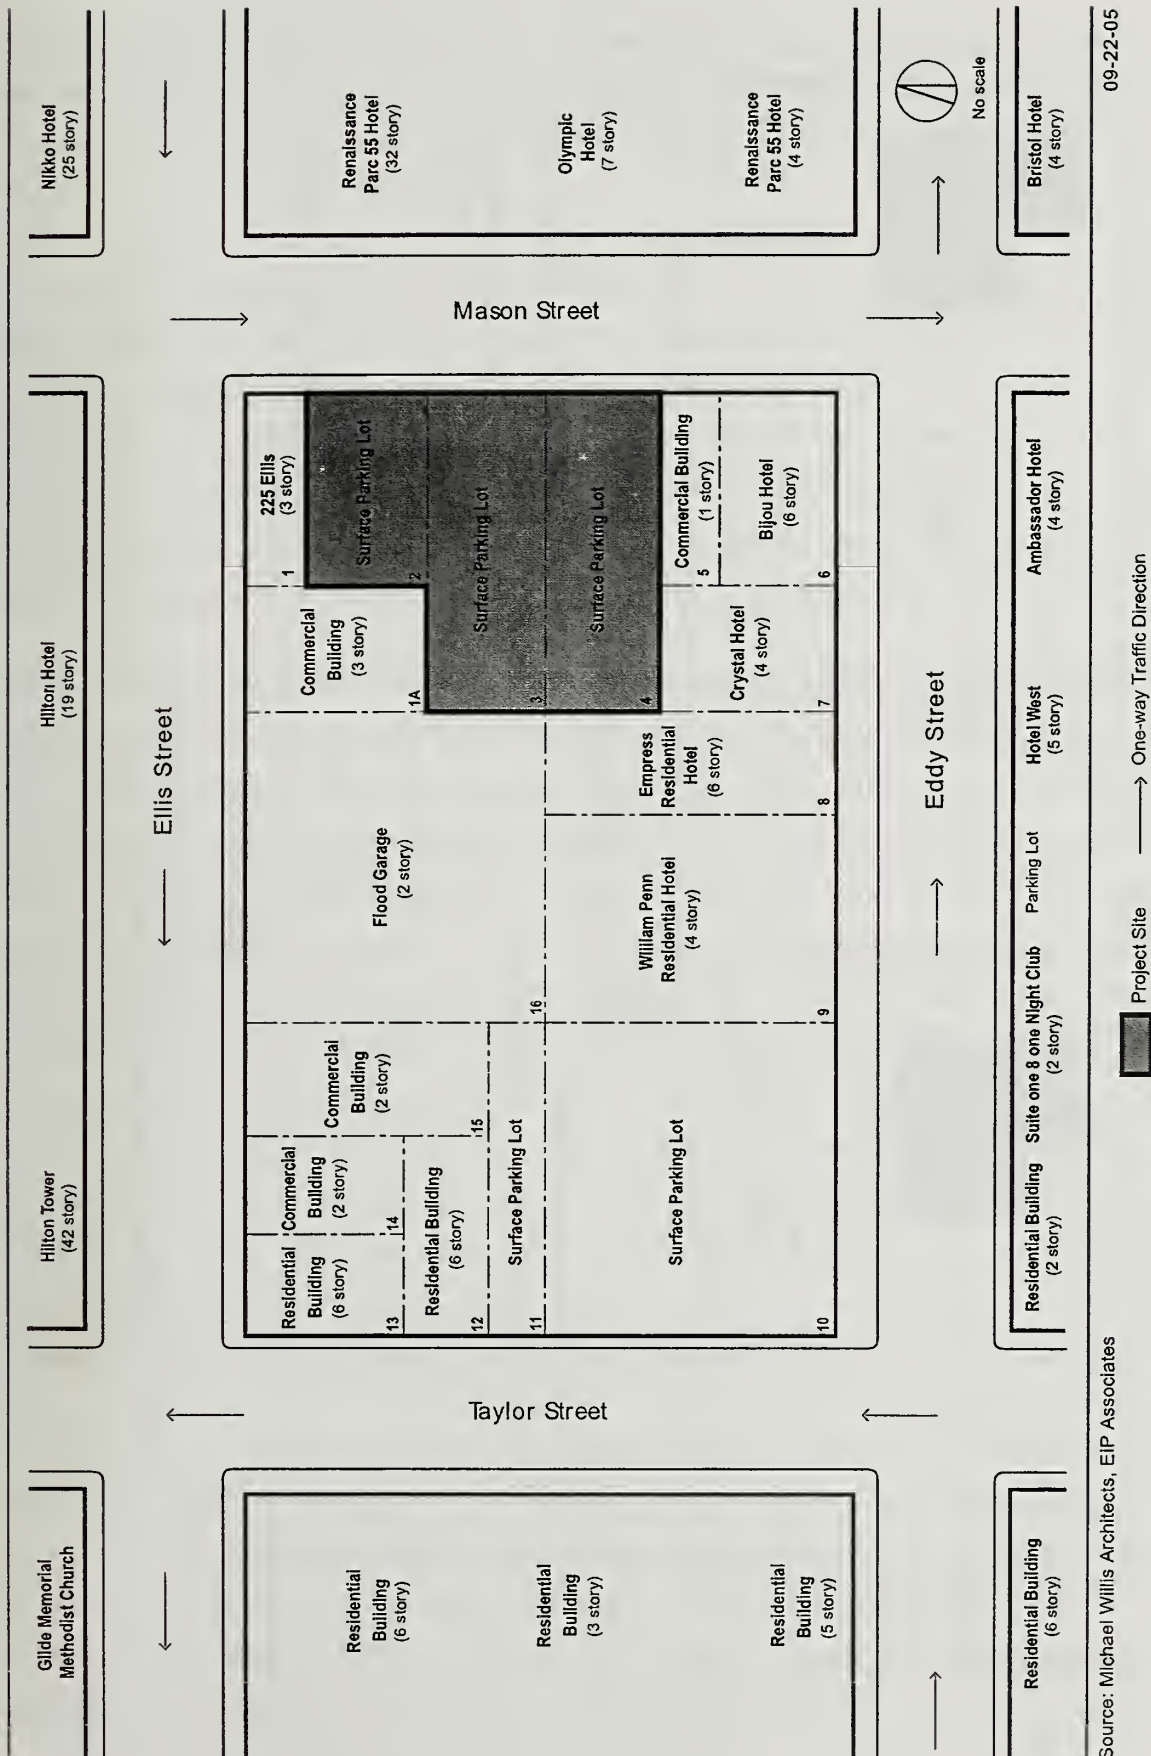 Glide Memorial
Methodist Church
Hilton Tower
(42 story)
Hilton Hotel
(19 story)
Nikko Hotel
(25 story)
Ellis Street
Residential
Building
(6 story)
13
Commercial
Building
(2 story)
14
Commercial
Building
(2 story)
15
Residential Building
(6 story)
12
Surface Parking Lot
11
Surface Parking Lot
10
Flood Garage
(2 story)
16
William Penn
Residential Hotel
(4 story)
9
Empress
Residential
Hotel
(6 story)
8
Commercial
Building
(3 story)
1A
225 Ellis
(3 story)
1
Surface Parking Lot
2
Surface Parking Lot
3
Surface Parking Lot
4
Commercial Building
(1 story)
5
Bijou Hotel
(6 story)
6
Crystal Hotel
(4 story)
7
Taylor Street
Mason Street
Residential
Building
(6 story)
Residential
Building
(3 story)
Residential
Building
(5 story)
Renaissance
Parc 55 Hotel
(32 story)
Olympic
Hotel
(7 story)
Renaissance
Parc 55 Hotel
(4 story)
Eddy Street
No scale
Residential Building
(6 story)
Residential Building
(2 story)
Suite one 8 one Night Club
(2 story)
Parking Lot
Hotel West
(5 story)
Ambassador Hotel
(4 story)
Bristol Hotel
(4 story)
Source: Michael Willis Architects, EIP Associates
09-22-05
Project Site
One-way Traffic Direction